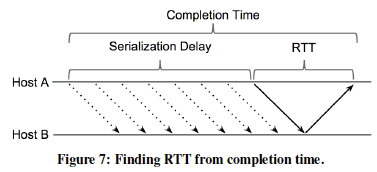 Completion Time
Serialization Delay RTT
Host A
Host B
Figure 7: Finding RTT from completion time.